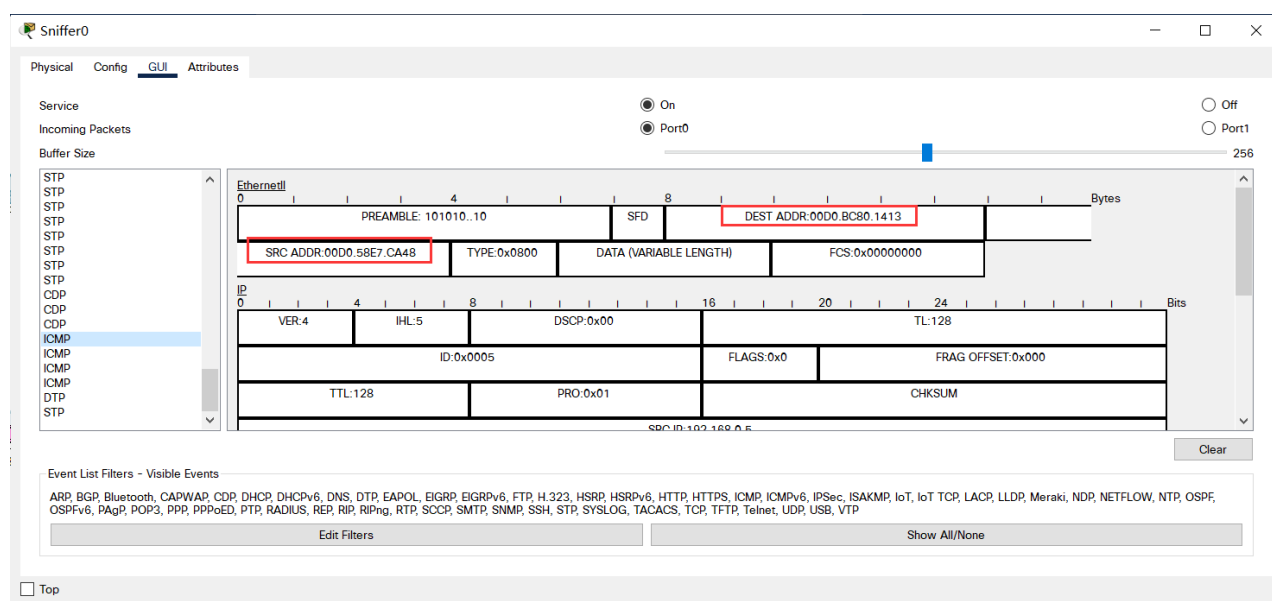 Sniffer0
Physical Config GUI Attributes
Service On Off
Incoming Packets Port0 Port1
Buffer Size 256
STP
STP
STP
STP
STP
STP
STP
STP
CDP
CDP
CDP
ICMP
ICMP
ICMP
ICMP
DTP
STP
EthernetII
0 4 8 Bytes
PREAMBLE: 101010..10 SFD DEST ADDR:00D0.BC80.1413
SRC ADDR:00D0.58E7.CA48 TYPE:0x0800 DATA (VARIABLE LENGTH) FCS:0x00000000
IP
0 4 8 16 20 24 Bits
VER:4 IHL:5 DSCP:0x00 TL:128
ID:0x0005 FLAGS:0x0 FRAG OFFSET:0x000
TTL:128 PRO:0x01 CHKSUM
SRC IP:192.168.0.5
Clear
Event List Filters - Visible Events
ARP, BGP, Bluetooth, CAPWAP, CDP, DHCP, DHCPv6, DNS, DTP, EAPOL, EIGRP, EIGRPv6, FTP, H.323, HSRP, HSRPv6, HTTP, HTTPS, ICMP, ICMPv6, IPSec, ISAKMP, IoT, IoT TCP, LACP, LLDP, Meraki, NDP, NETFLOW, NTP, OSPF,
OSPFv6, PAgP, POP3, PPP, PPPoED, PTP, RADIUS, REP, RIP, RIPng, RTP, SCCP, SMTP, SNMP, SSH, STP, SYSLOG, TACACS, TCP, TFTP, Telnet, UDP, USB, VTP
Edit Filters Show All/None
Top